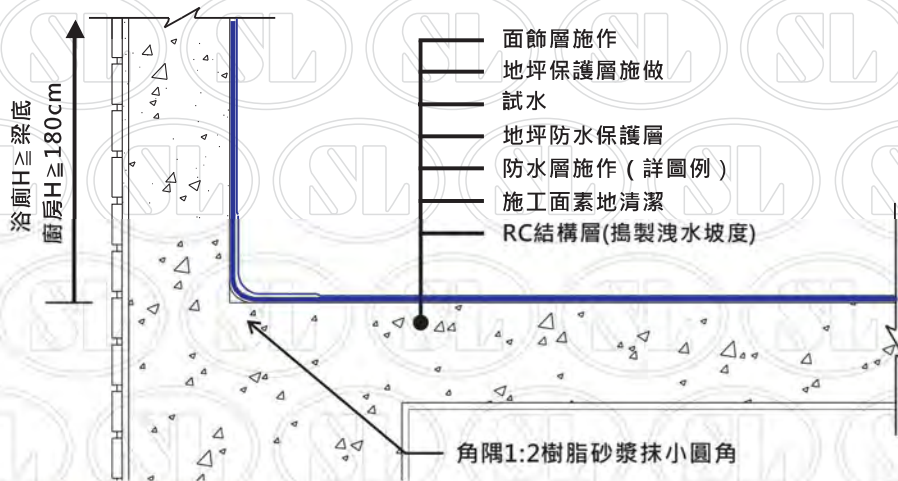 面飾層施作
地坪保護層施做
試水
地坪防水保護層
防水層施作（詳圖例）
施工面素地清潔
RC結構層(搗製洩水坡度)
浴廁H≥梁底
廚房H≥180cm
角隅1:2樹脂砂漿抹小圓角